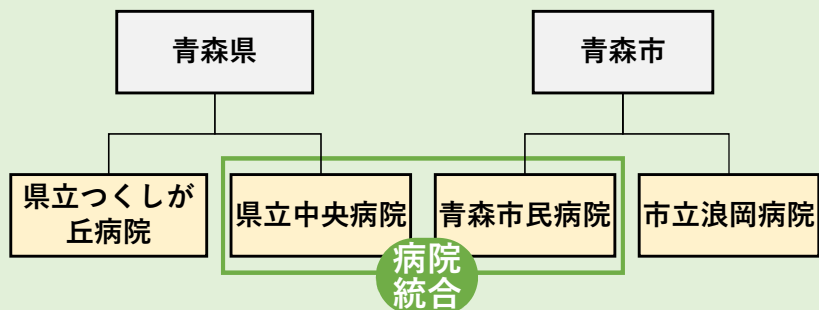 青森県
青森市
県立つくしが
丘病院
県立中央病院
青森市民病院
市立浪岡病院
病院
統合